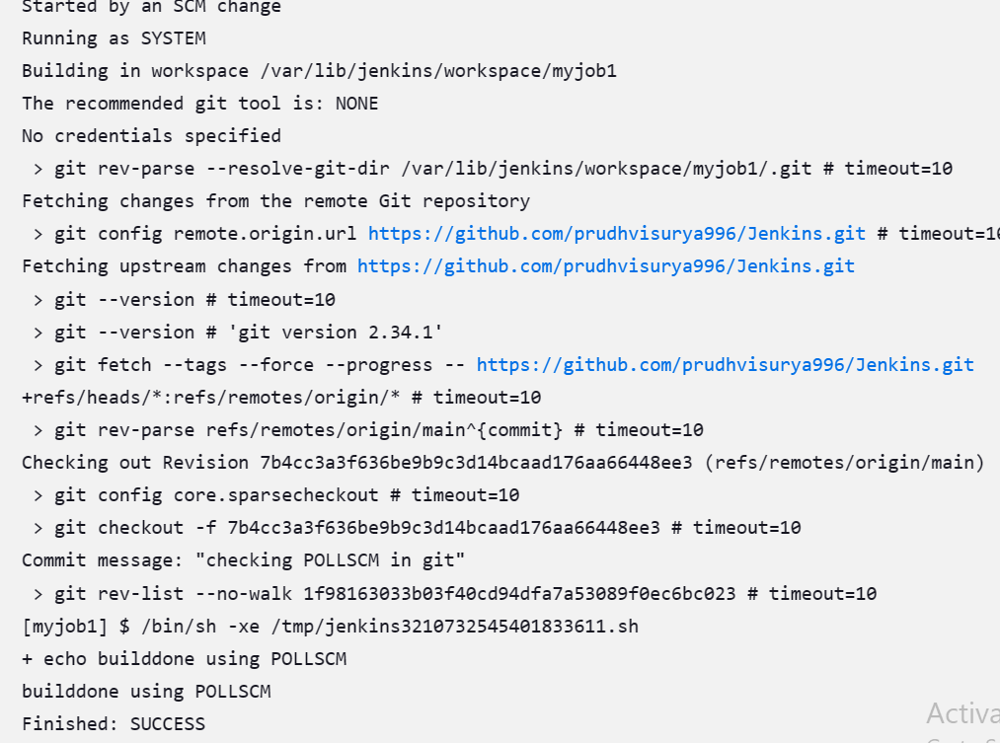 Started by an SCM change
Running as SYSTEM
Building in workspace /var/lib/jenkins/workspace/myjob1
The recommended git tool is: NONE
No credentials specified
 > git rev-parse --resolve-git-dir /var/lib/jenkins/workspace/myjob1/.git # timeout=10
Fetching changes from the remote Git repository
 > git config remote.origin.url https://github.com/prudhvisurya996/Jenkins.git # timeout=10
Fetching upstream changes from https://github.com/prudhvisurya996/Jenkins.git
 > git --version # timeout=10
 > git --version # 'git version 2.34.1'
 > git fetch --tags --force --progress -- https://github.com/prudhvisurya996/Jenkins.git
+refs/heads/*:refs/remotes/origin/* # timeout=10
 > git rev-parse refs/remotes/origin/main^{commit} # timeout=10
Checking out Revision 7b4cc3a3f636be9b9c3d14bcaad176aa66448ee3 (refs/remotes/origin/main)
 > git config core.sparsecheckout # timeout=10
 > git checkout -f 7b4cc3a3f636be9b9c3d14bcaad176aa66448ee3 # timeout=10
Commit message: "checking POLLSCM in git"
 > git rev-list --no-walk 1f98163033b03f40cd94dfa7a53089f0ec6bc023 # timeout=10
[myjob1] $ /bin/sh -xe /tmp/jenkins3210732545401833611.sh
+ echo builddone using POLLSCM
builddone using POLLSCM
Finished: SUCCESS
Activa